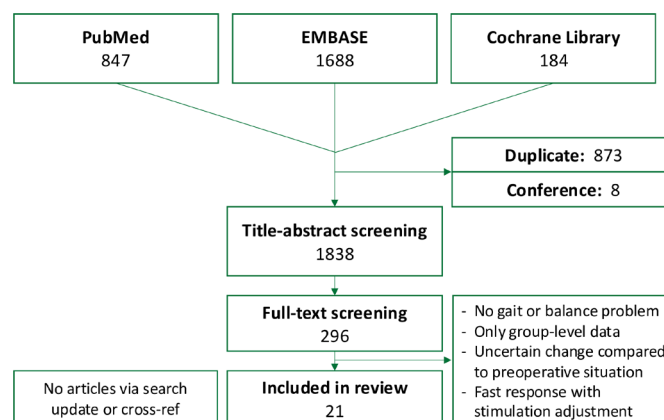 PubMed
847
EMBASE
1688
Cochrane Library
184
Duplicate: 873
Conference: 8
Title-abstract screening
1838
Full-text screening
296
- No gait or balance problem
- Only group-level data
- Uncertain change compared
to preoperative situation
- Fast response with
stimulation adjustment
No articles via search
update or cross-ref
Included in review
21